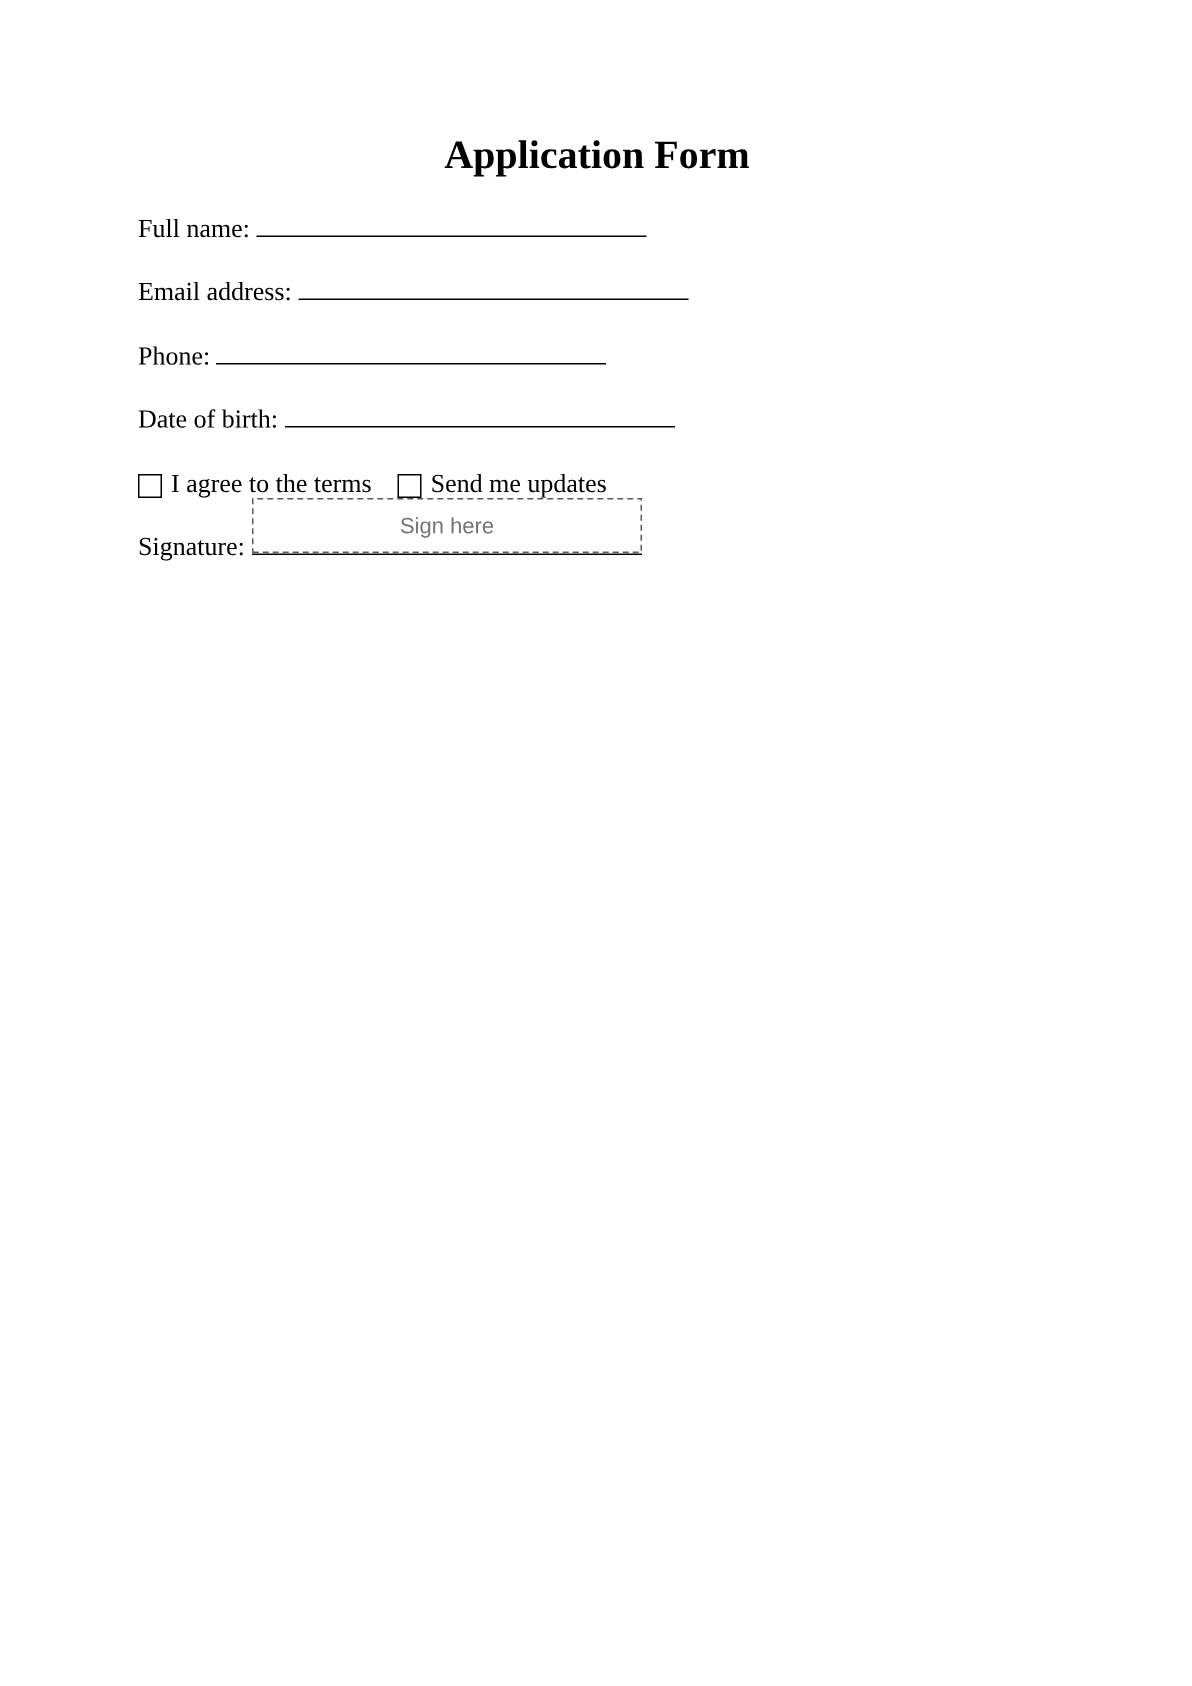 Application Form
Full name:
Email address:
Phone:
Date of birth:
I agree to the terms Send me updates
Sign here
Signature: